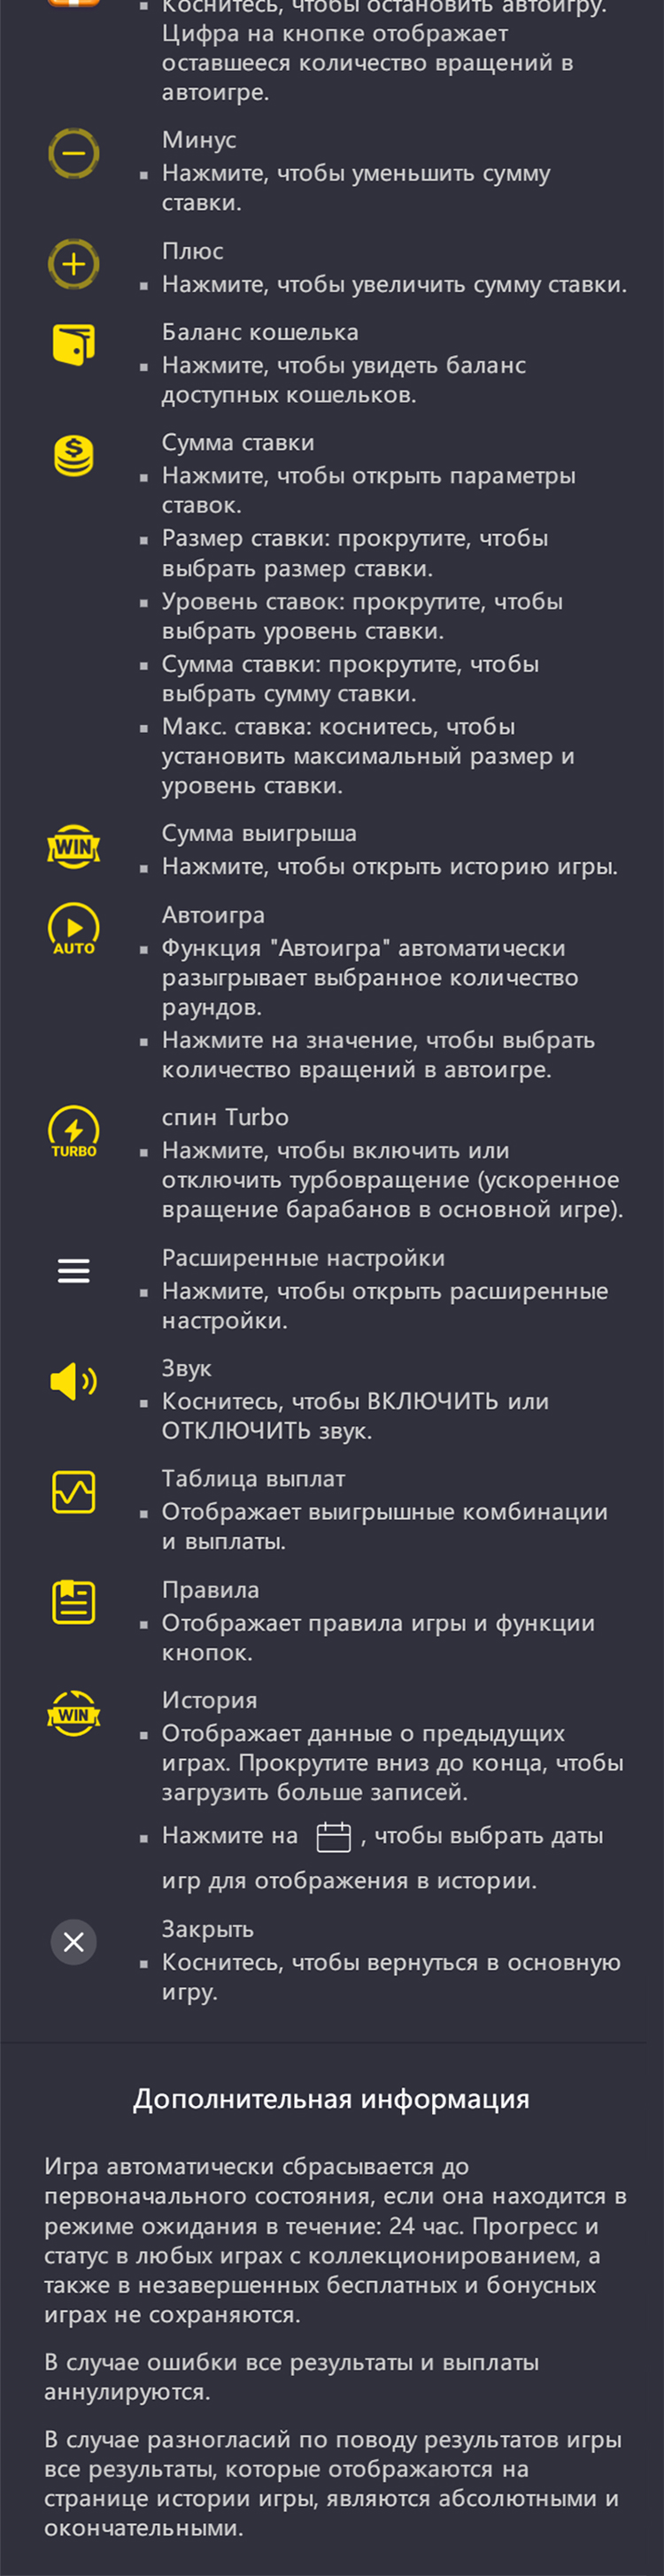 Коснитесь, чтобы остановить автоигру.
Цифра на кнопке отображает
оставшееся количество вращений в
автоигре.
Минус
Нажмите, чтобы уменьшить сумму
ставки.
Плюс
Нажмите, чтобы увеличить сумму ставки.
Баланс кошелька
Нажмите, чтобы увидеть баланс
доступных кошельков.
$
Сумма ставки
Нажмите, чтобы открыть параметры
ставок.
Размер ставки: прокрутите, чтобы
выбрать размер ставки.
Уровень ставок: прокрутите, чтобы
выбрать уровень ставки.
Сумма ставки: прокрутите, чтобы
выбрать сумму ставки.
Макс. ставка: коснитесь, чтобы
установить максимальный размер и
уровень ставки.
WIN
Сумма выигрыша
Нажмите, чтобы открыть историю игры.
AUTO
Автоигра
Функция "Автоигра" автоматически
разыгрывает выбранное количество
раундов.
Нажмите на значение, чтобы выбрать
количество вращений в автоигре.
TURBO
спин Turbo
Нажмите, чтобы включить или
отключить турбовращение (ускоренное
вращение барабанов в основной игре).
Расширенные настройки
Нажмите, чтобы открыть расширенные
настройки.
Звук
Коснитесь, чтобы ВКЛЮЧИТЬ или
ОТКЛЮЧИТЬ звук.
Таблица выплат
Отображает выигрышные комбинации
и выплаты.
Правила
Отображает правила игры и функции
кнопок.
WIN
История
Отображает данные о предыдущих
играх. Прокрутите вниз до конца, чтобы
загрузить больше записей.
Нажмите на , чтобы выбрать даты
игр для отображения в истории.
Закрыть
Коснитесь, чтобы вернуться в основную
игру.
Дополнительная информация
Игра автоматически сбрасывается до
первоначального состояния, если она находится в
режиме ожидания в течение: 24 час. Прогресс и
статус в любых играх с коллекционированием, а
также в незавершенных бесплатных и бонусных
играх не сохраняются.
В случае ошибки все результаты и выплаты
аннулируются.
В случае разногласий по поводу результатов игры
все результаты, которые отображаются на
странице истории игры, являются абсолютными и
окончательными.